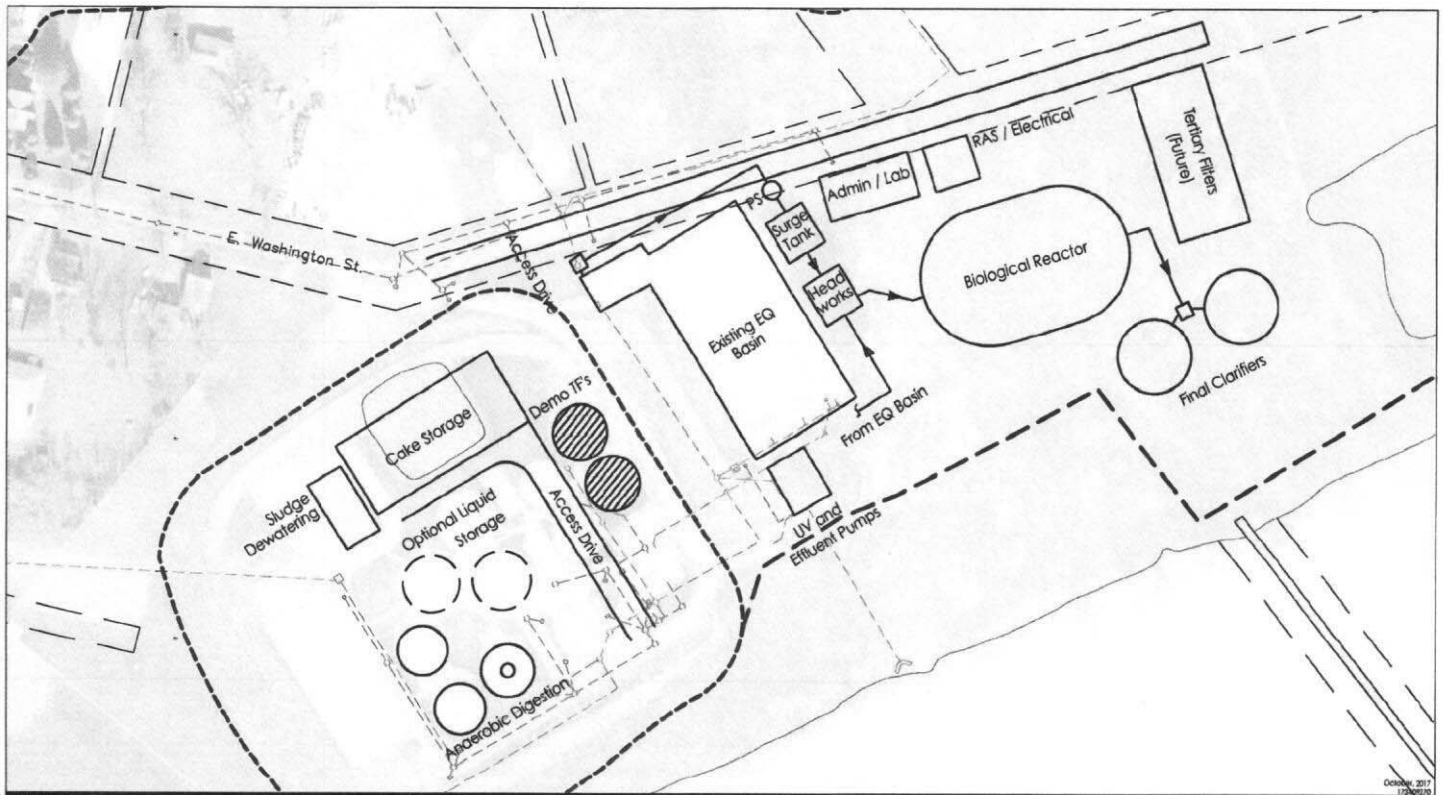 E. Washington St.
Access Drive
PS
Surge
Tank
Admin / Lab
RAS / Electrical
Tertiary Filters
(Future)
Head
works
Biological Reactor
Existing EQ
Basin
Final Clarifiers
From EQ Basin
Demo TFs
Cake Storage
Sludge
Dewatering
Optional Liquid
Storage
Access Drive
UV and
Effluent Pumps
Anaerobic Digestion
October, 2017